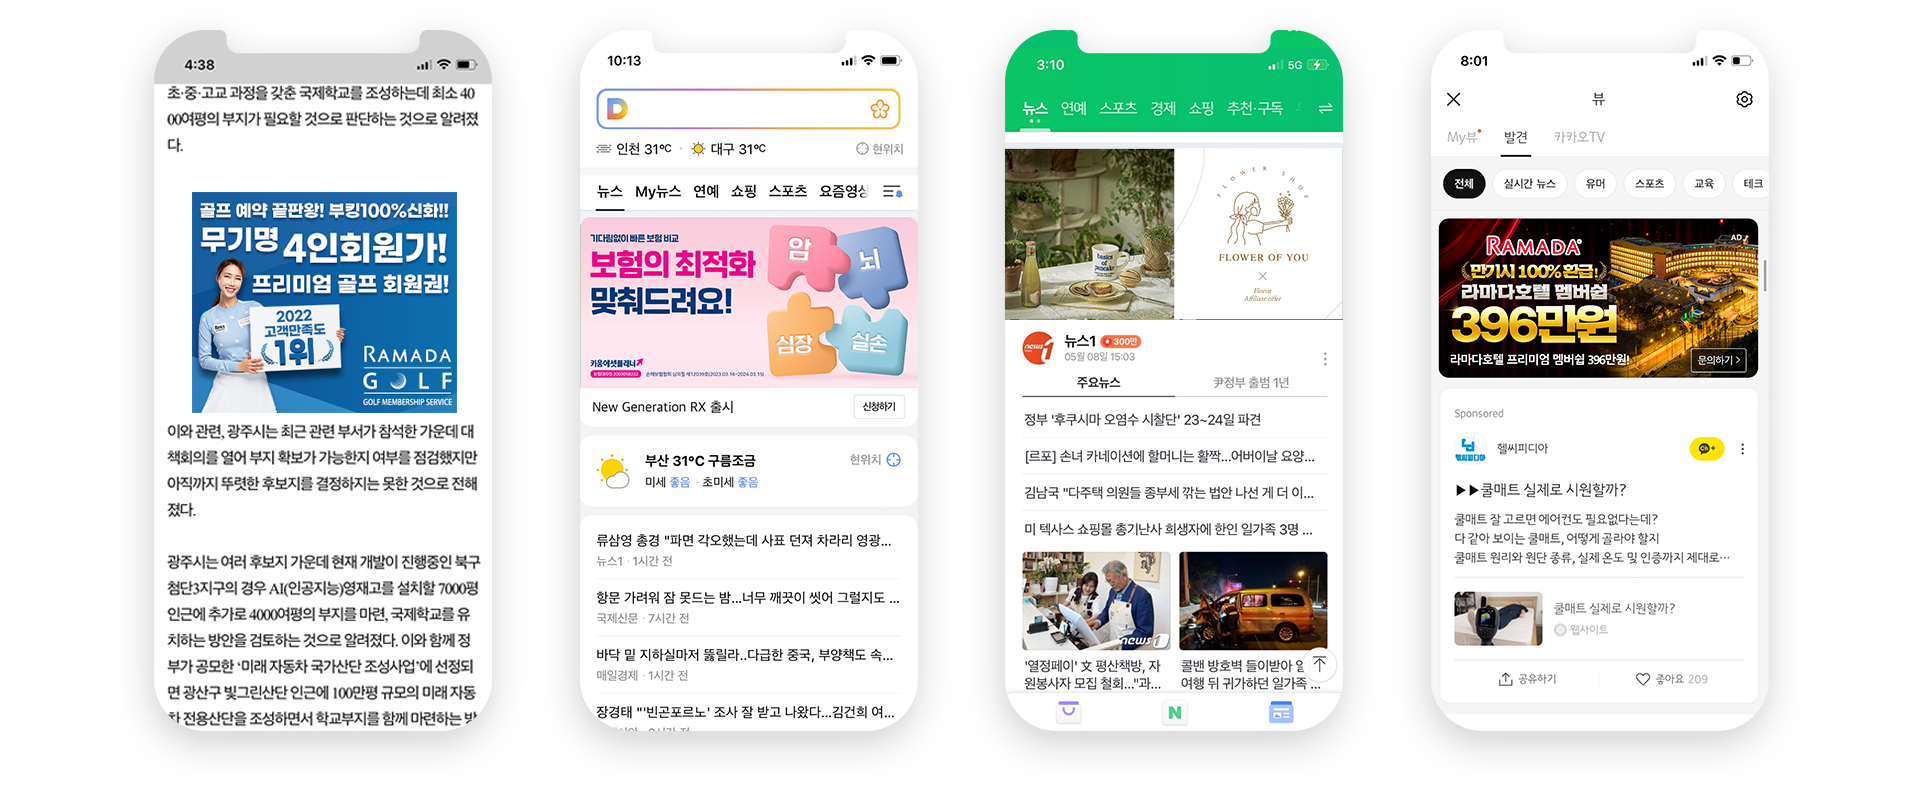 4:38
초·중·고교 과정을 갖춘 국제학교를 조성하는데 최소 40
00여평의 부지가 필요할 것으로 판단하는 것으로 알려졌
다.
골프 예약 끝판왕! 부킹100%신화!!
무기명 4인회원가!
프리미엄 골프 회원권!
2022
고객만족도
1위
RAMADA
GOLF
GOLF MEMBERSHIP SERVICE
이와 관련, 광주시는 최근 관련 부서가 참석한 가운데 대
책회의를 열어 부지 확보가 가능한지 여부를 점검했지만
아직까지 뚜렷한 후보지를 결정하지는 못한 것으로 전해
졌다.
광주시는 여러 후보지 가운데 현재 개발이 진행중인 북구
첨단3지구의 경우 AI(인공지능)영재고를 설치할 7000평
인근에 추가로 4000여평의 부지를 마련, 국제학교를 유
치하는 방안을 검토하는 것으로 알려졌다. 이와 함께 정
부가 공모한 ‘미래 자동차 국가산단 조성사업’에 선정되
면 광산구 빛그린산단 인근에 100만평 규모의 미래 자동
차 전용산단을 조성하면서 학교부지를 함께 마련하는 방
10:13
D
인천 31℃ · 대구 31℃ 현위치
뉴스 My뉴스 연예 쇼핑 스포츠 요즘영상
기다림없이 빠른 보험 비교
보험의 최적화
맞춰드려요!
암
뇌
심장
실손
키움에셋플래너
New Generation RX 출시
신청하기
부산 31℃ 구름조금
현위치
미세 좋음 · 초미세 좋음
류삼영 총경 "파면 각오했는데 사표 던져 차라리 영광...
뉴스1 · 1시간 전
항문 가려워 잠 못드는 밤...너무 깨끗이 씻어 그럴지도 ...
국제신문 · 7시간 전
바닥 밑 지하실마저 뚫릴라..다급한 중국, 부양책도 속...
매일경제 · 1시간 전
장경태 "'빈곤포르노' 조사 잘 받고 나왔다...김건희 여...
3:10
5G
뉴스 연예 스포츠 경제 쇼핑 추천·구독
basics
of
pancake
FLOWER SHOP
FLOWER OF YOU
×
Florist
Affiliate offer
news1
뉴스1 300만
05월 08일 15:03
주요뉴스
尹정부 출범 1년
정부 '후쿠시마 오염수 시찰단' 23~24일 파견
[르포] 손녀 카네이션에 할머니는 활짝...어버이날 요양...
김남국 "다주택 의원들 종부세 깎는 법안 나선 게 더 이...
미 텍사스 쇼핑몰 총기난사 희생자에 한인 일가족 3명 ...
news1
'열정페이' 文 평산책방, 자
원봉사자 모집 철회..."과...
콜밴 방호벽 들이받아 일
여행 뒤 귀가하던 일가족 ...
N
8:01
뷰
My뷰 발견 카카오TV
전체 실시간 뉴스 유머 스포츠 교육 테크
AD
RAMADA
만기시 100% 환급!
라마다호텔 멤버쉽
396만원
라마다호텔 프리미엄 멤버쉽 396만원!
문의하기 >
Sponsored
헬씨피디아
헬씨피디아
Ch+
▶▶쿨매트 실제로 시원할까?
쿨매트 잘 고르면 에어컨도 필요없다는데?
다 같아 보이는 쿨매트, 어떻게 골라야 할지
쿨매트 원리와 원단 종류, 실제 온도 및 인증까지 제대로…
쿨매트 실제로 시원할까?
웹사이트
공유하기
좋아요 209